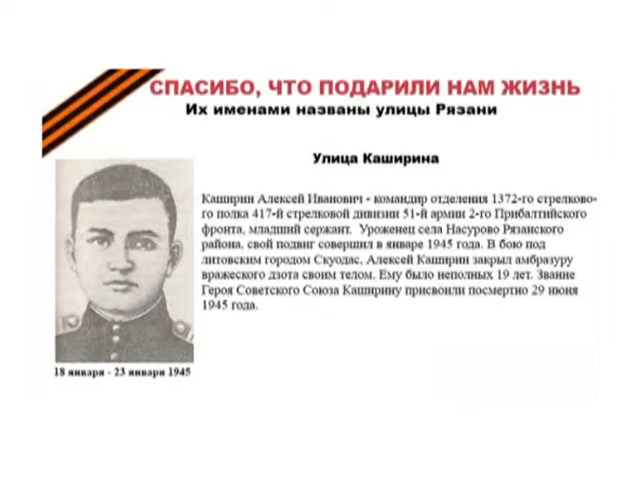 СПАСИБО, ЧТО ПОДАРИЛИ НАМ ЖИЗНЬ
Их именами названы улицы Рязани
Улица Каширина
Каширин Алексей Иванович - командир отделения 1372-го стрелково-
го полка 417-й стрелковой дивизии 51-й армии 2-го Прибалтийского
фронта, младший сержант. Уроженец села Насурово Рязанского
района, свой подвиг совершил в январе 1945 года. В бою под
литовским городом Скуодас, Алексей Каширин закрыл амбразуру
вражеского дзота своим телом. Ему было неполных 19 лет. Звание
Героя Советского Союза Каширину присвоили посмертно 29 июня
1945 года.
18 января - 23 января 1945